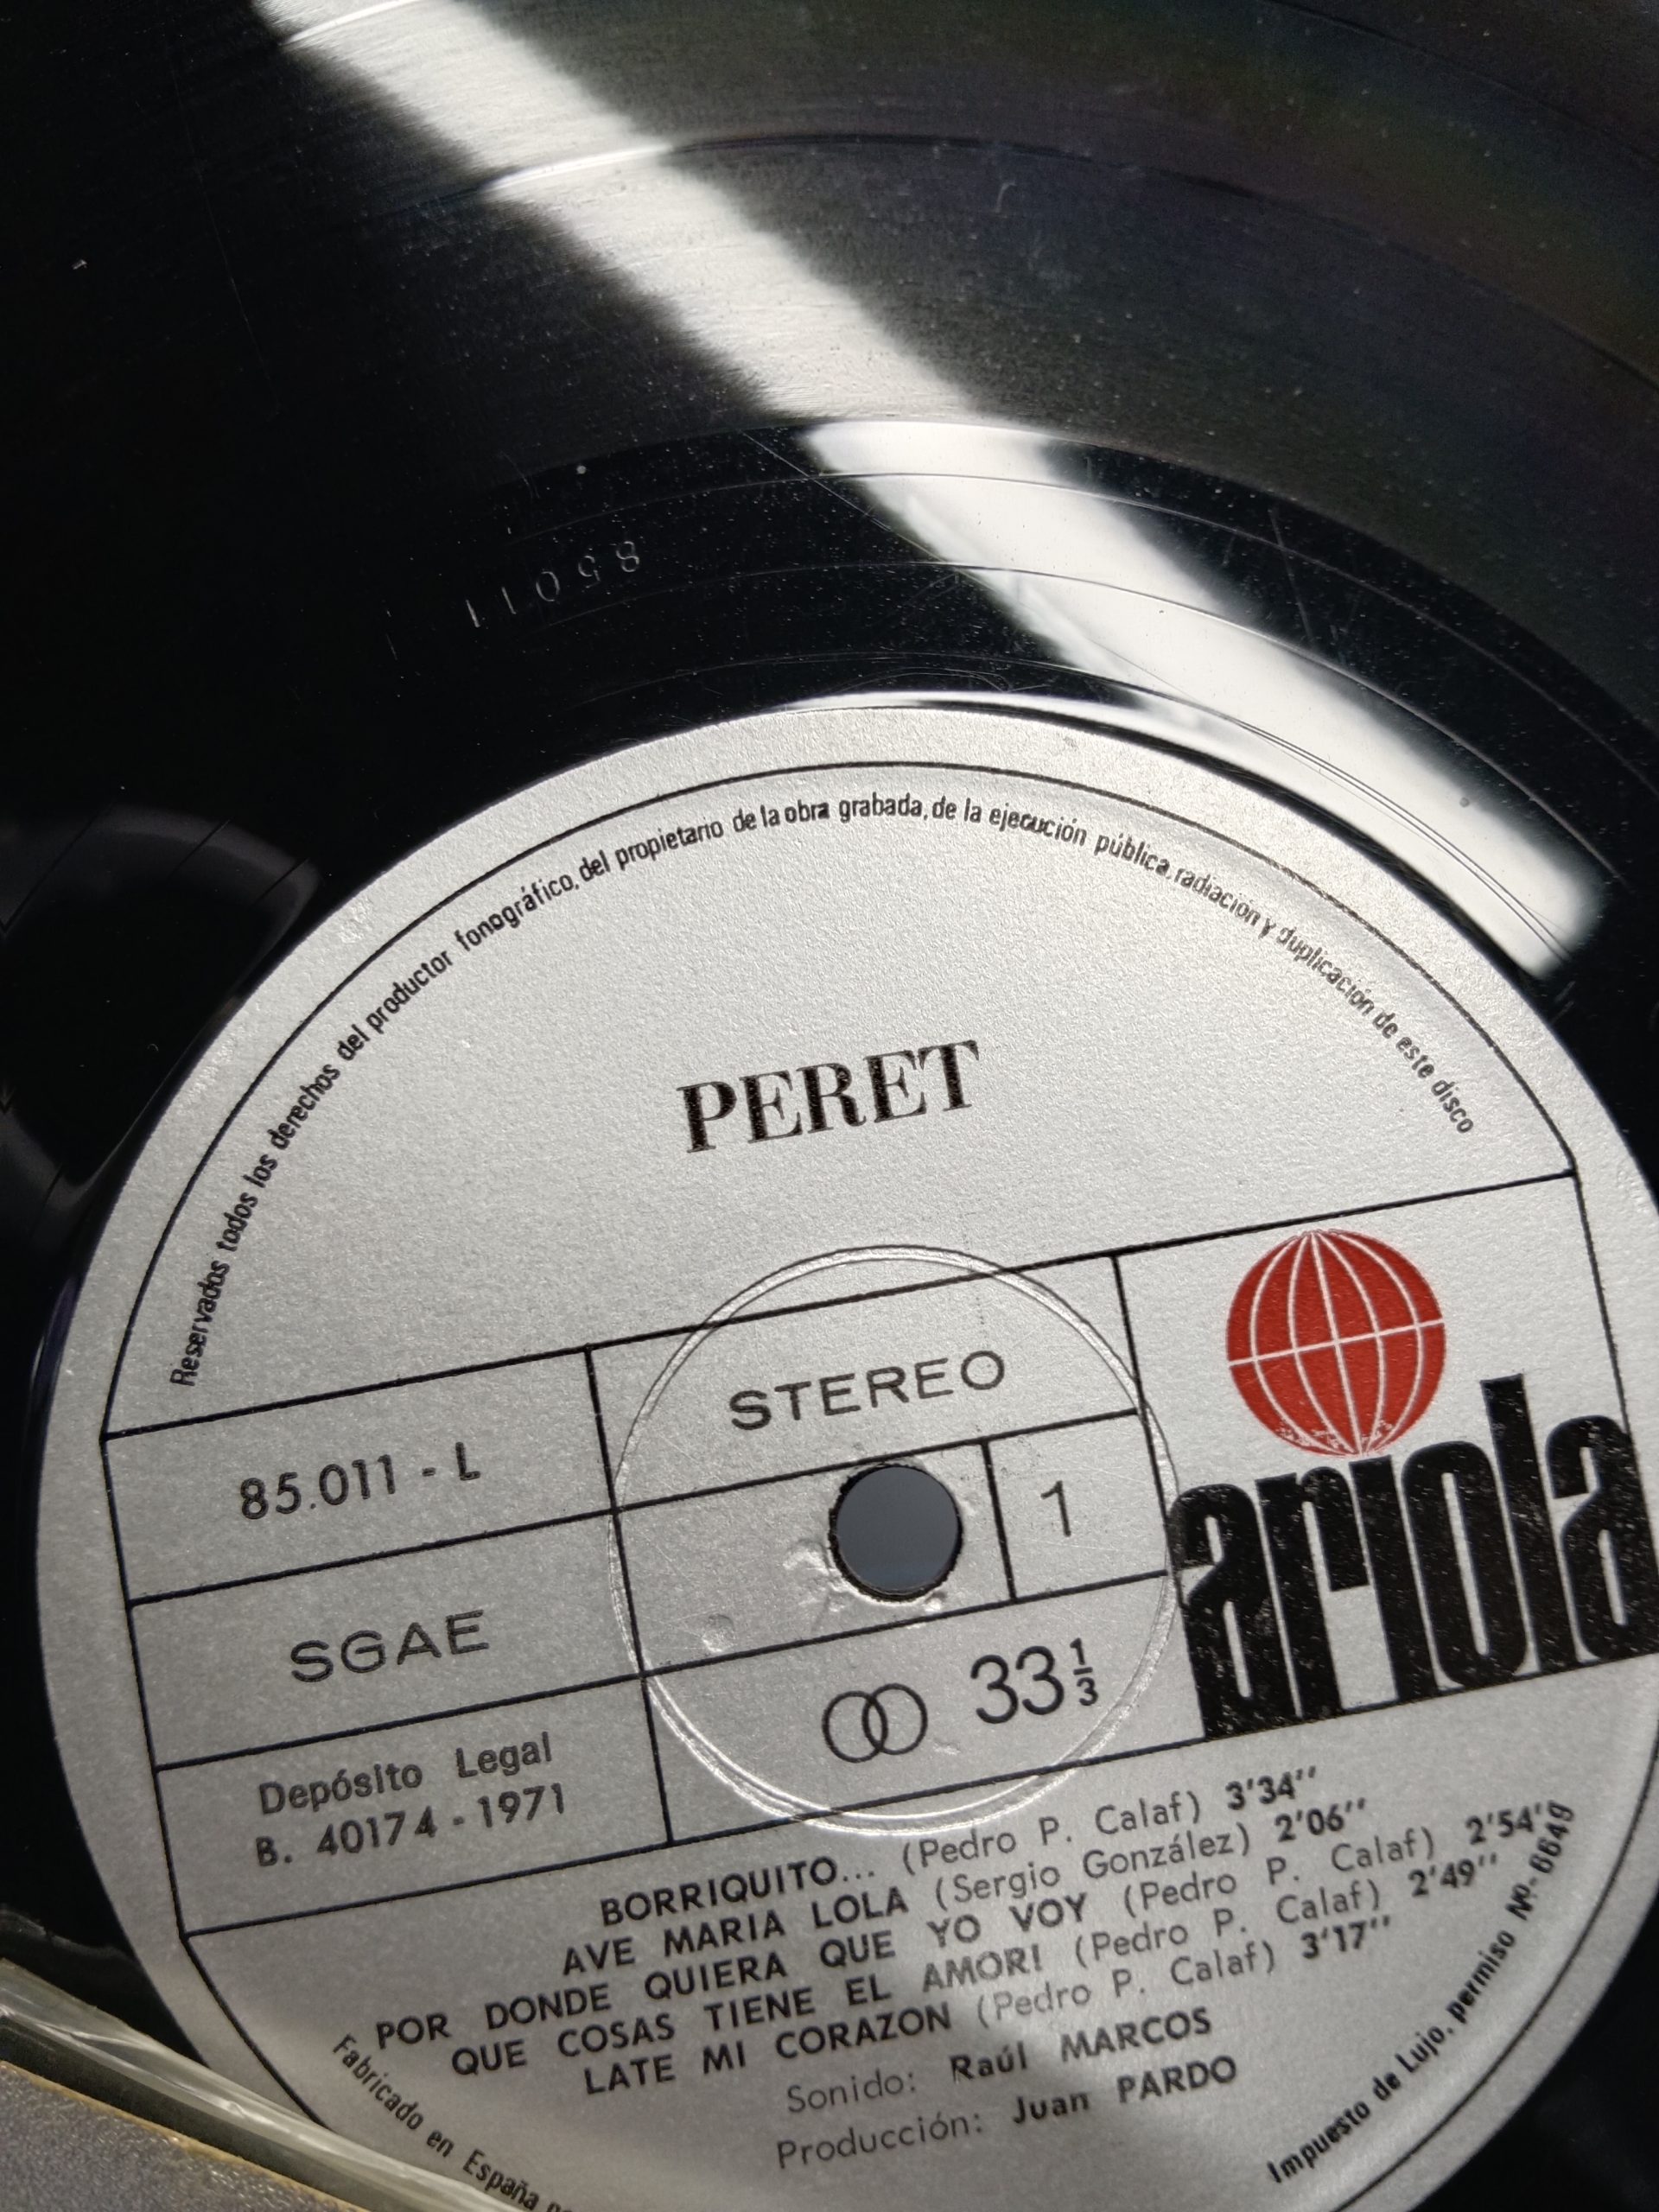 85011
Reservados todos los derechos del productor fonográfico, del propietario de la obra grabada, de la ejecución pública, radiación y duplicación de este disco
PERET
85.011 - L
STEREO
1
ariola
SGAE
33 1/3
Depósito Legal
B. 40174 - 1971
BORRIQUITO... (Pedro P. Calaf) 3'34''
AVE MARIA LOLA (Sergio González) 2'06''
POR DONDE QUIERA QUE YO VOY (Pedro P. Calaf) 2'54''
QUE COSAS TIENE EL AMOR! (Pedro P. Calaf) 2'49''
LATE MI CORAZON (Pedro P. Calaf) 3'17''
Sonido: Raúl MARCOS
Producción: Juan PARDO
Fabricado en España
Impuesto de Lujo, permiso Nº-6649